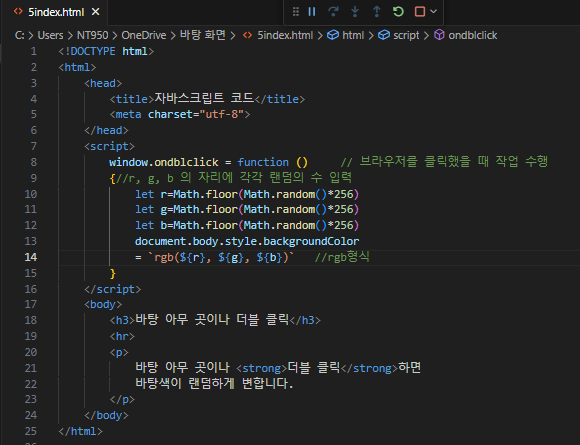 5index.html
C: > Users > NT950 > OneDrive > 바탕 화면 > 5index.html > html > script > ondblclick
1 <!DOCTYPE html>
2 <html>
3 <head>
4 <title>자바스크립트 코드</title>
5 <meta charset="utf-8">
6 </head>
7 <script>
8 window.ondblclick = function () // 브라우저를 클릭했을 때 작업 수행
9 {//r, g, b 의 자리에 각각 랜덤의 수 입력
10 let r=Math.floor(Math.random()*256)
11 let g=Math.floor(Math.random()*256)
12 let b=Math.floor(Math.random()*256)
13 document.body.style.backgroundColor
14 = `rgb(${r}, ${g}, ${b})` //rgb형식
15 }
16 </script>
17 <body>
18 <h3>바탕 아무 곳이나 더블 클릭</h3>
19 <hr>
20 <p>
21 바탕 아무 곳이나 <strong>더블 클릭</strong>하면
22 바탕색이 랜덤하게 변합니다.
23 </p>
24 </body>
25 </html>
26